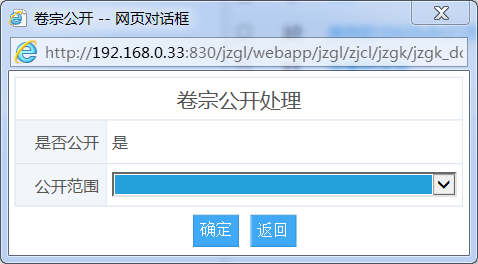 卷宗公开 -- 网页对话框
http://192.168.0.33:830/jzgl/webapp/jzgl/zjcl/jzgk/jzgk_dc
卷宗公开处理
是否公开 是
公开范围
确定 返回